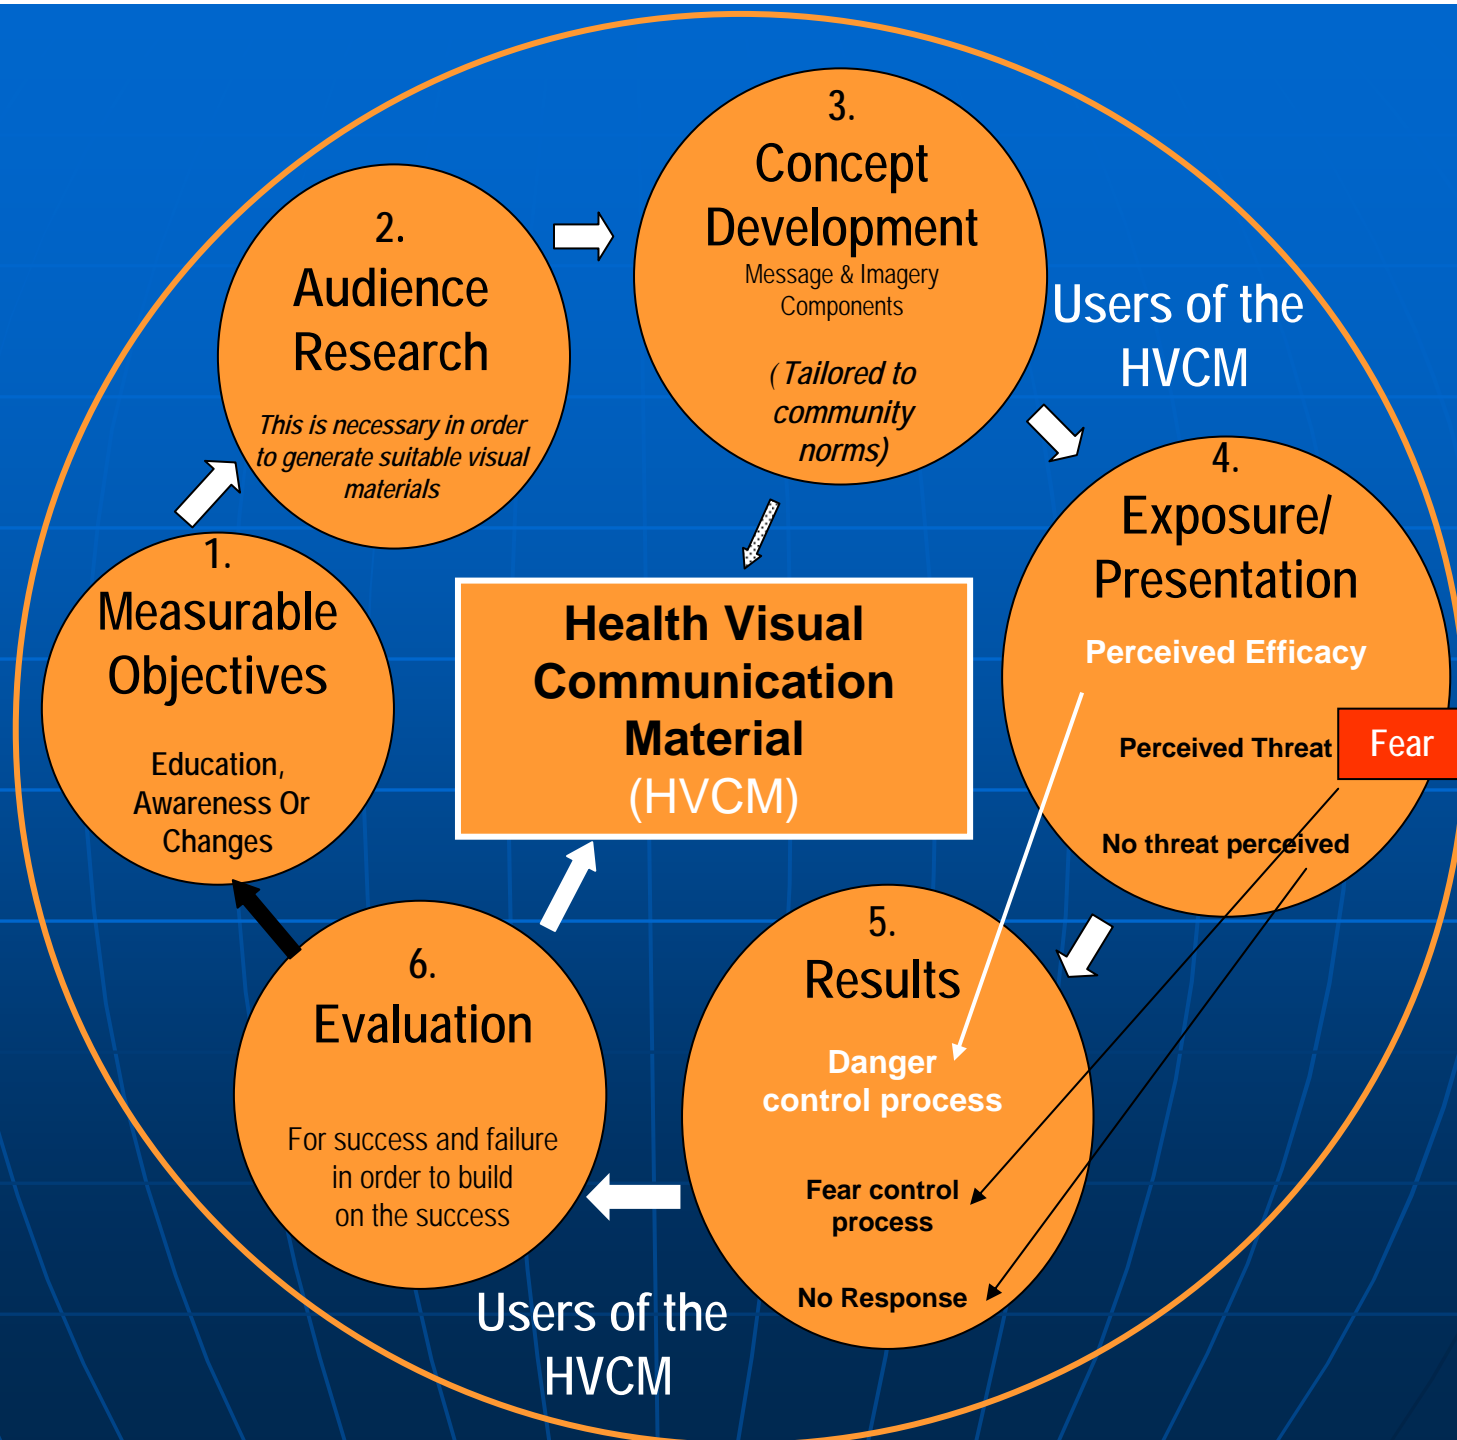 1.
Measurable
Objectives
Education,
Awareness Or
Changes
2.
Audience
Research
This is necessary in order
to generate suitable visual
materials
3.
Concept
Development
Message & Imagery
Components
(Tailored to
community
norms)
Users of the
HVCM
4.
Exposure/
Presentation
Perceived Efficacy
Perceived Threat
Fear
No threat perceived
Health Visual
Communication
Material
(HVCM)
5.
Results
Danger
control process
Fear control
process
No Response
6.
Evaluation
For success and failure
in order to build
on the success
Users of the
HVCM